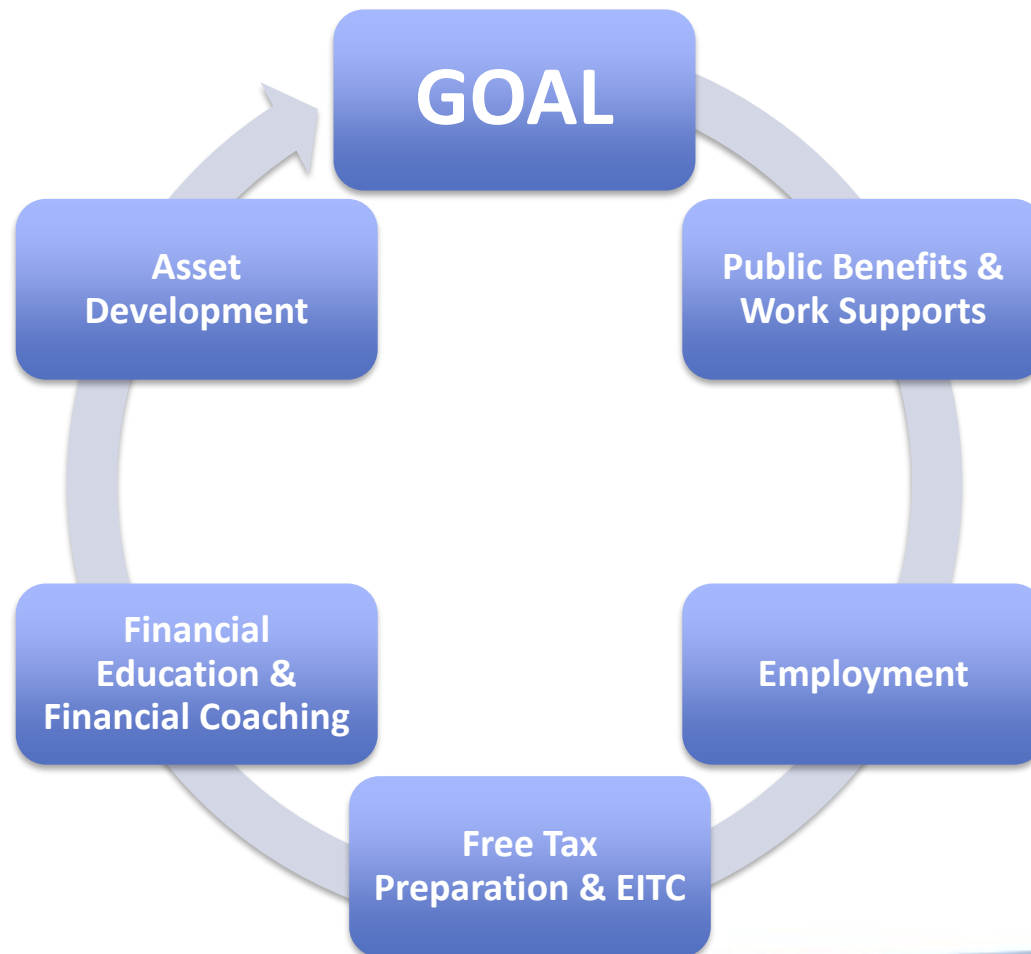 GOAL
Public Benefits &
Work Supports
Employment
Free Tax
Preparation & EITC
Financial
Education &
Financial Coaching
Asset
Development